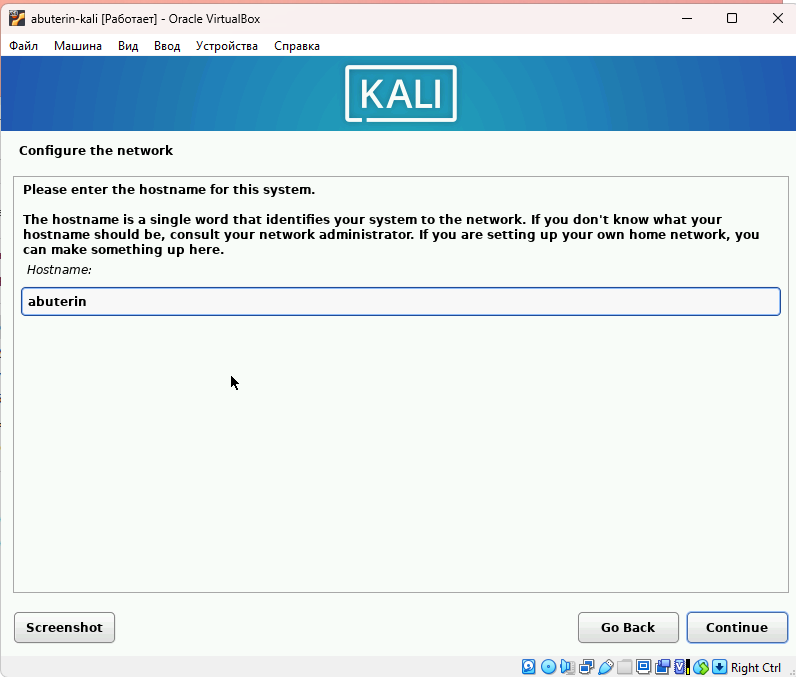 abuterin-kali [Работает] - Oracle VirtualBox
Файл Машина Вид Ввод Устройства Справка
KALI
Configure the network
Please enter the hostname for this system.
The hostname is a single word that identifies your system to the network. If you don't know what your
hostname should be, consult your network administrator. If you are setting up your own home network, you
can make something up here.
Hostname:
abuterin
Screenshot Go Back Continue
Right Ctrl